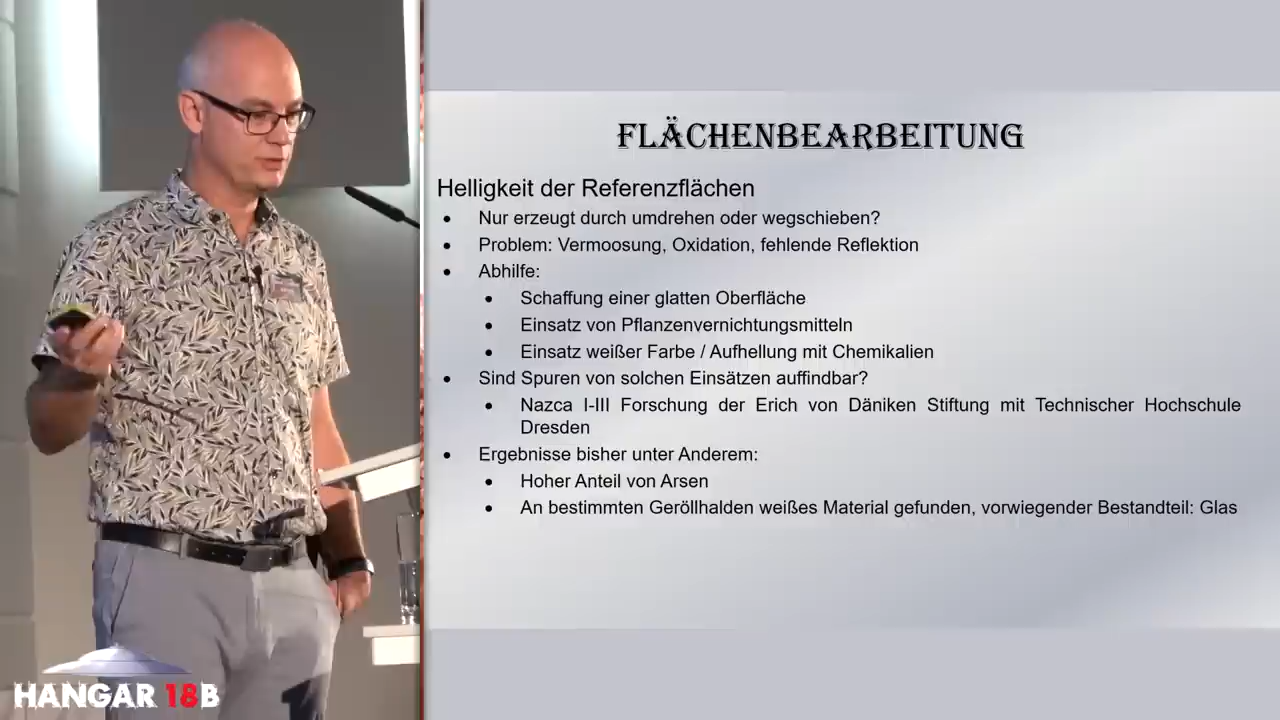 FLÄCHENBEARBEITUNG
Helligkeit der Referenzflächen
• Nur erzeugt durch umdrehen oder wegschieben?
• Problem: Vermoosung, Oxidation, fehlende Reflektion
• Abhilfe:
• Schaffung einer glatten Oberfläche
• Einsatz von Pflanzenvernichtungsmitteln
• Einsatz weißer Farbe / Aufhellung mit Chemikalien
• Sind Spuren von solchen Einsätzen auffindbar?
• Nazca I-III Forschung der Erich von Däniken Stiftung mit Technischer Hochschule
Dresden
• Ergebnisse bisher unter Anderem:
• Hoher Anteil von Arsen
• An bestimmten Geröllhalden weißes Material gefunden, vorwiegender Bestandteil: Glas
HANGAR 18B